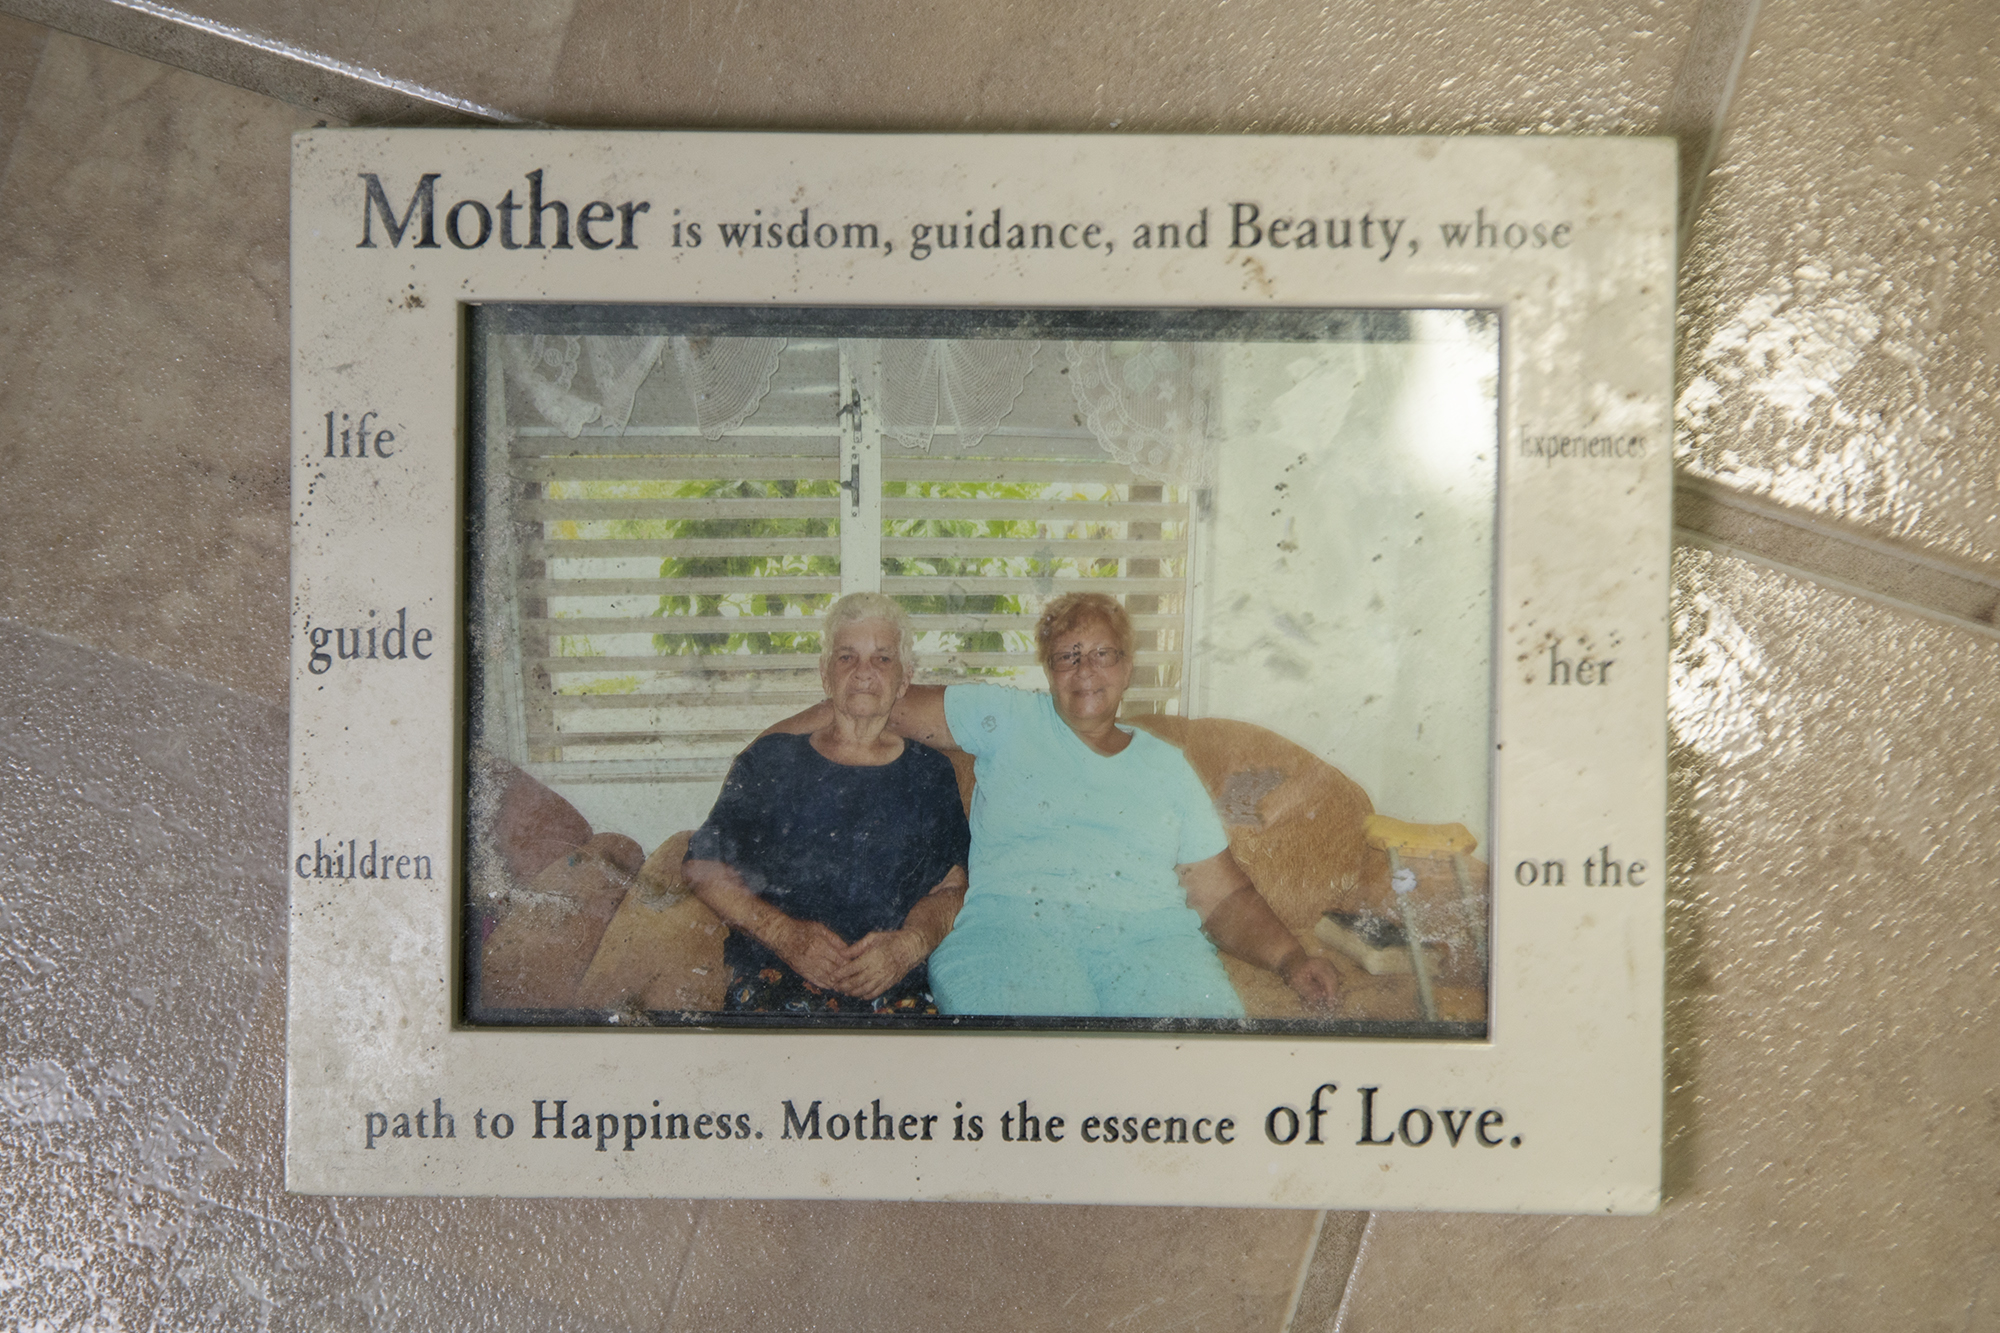 Mother is wisdom, guidance, and Beauty, whose
life Experiences
guide her
children on the
path to Happiness. Mother is the essence of Love.